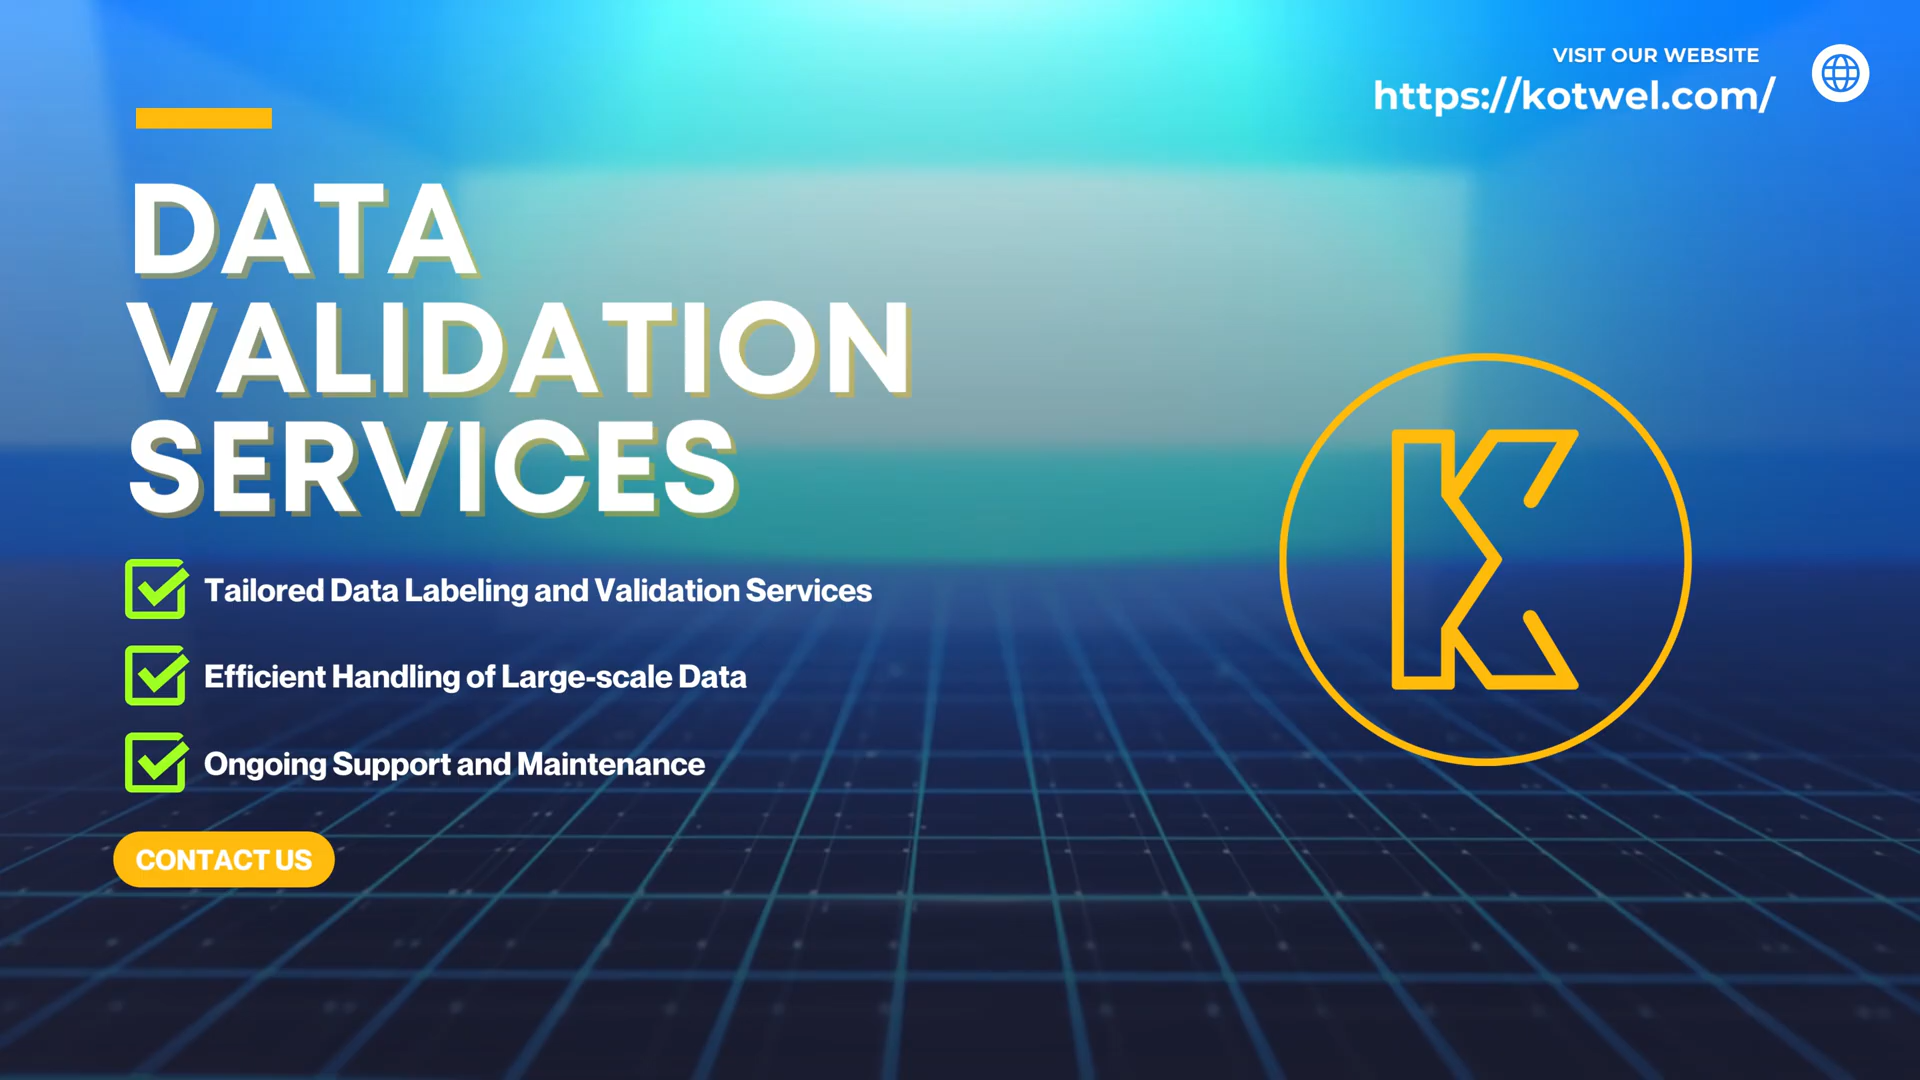 VISIT OUR WEBSITE
https://kotwel.com/
DATA
VALIDATION
SERVICES
Tailored Data Labeling and Validation Services
Efficient Handling of Large-scale Data
Ongoing Support and Maintenance
CONTACT US
K